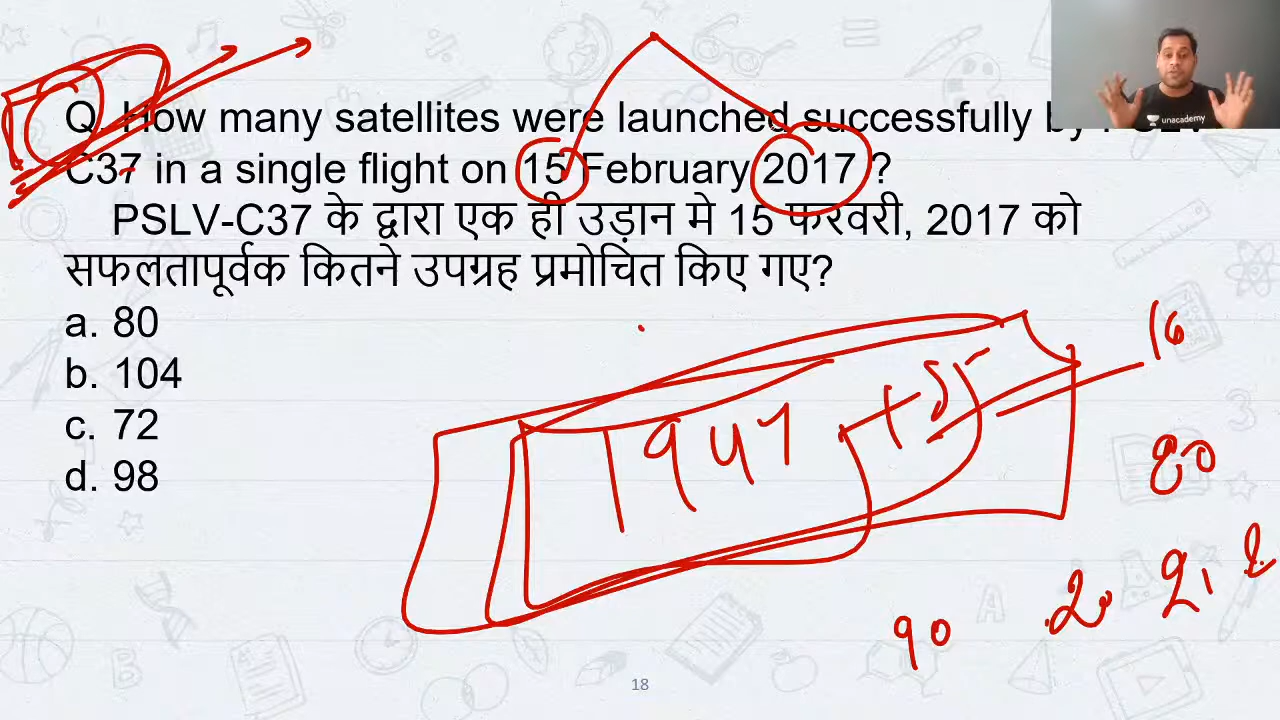 Q. How many satellites were launched successfully by
C37 in a single flight on 15 February 2017 ?
PSLV-C37 के द्वारा एक ही उड़ान मे 15 फरवरी, 2017 को
सफलतापूर्वक कितने उपग्रह प्रमोचित किए गए?
a. 80
b. 104
c. 72
d. 98
1947
16
80
90
20
21
18
unacademy